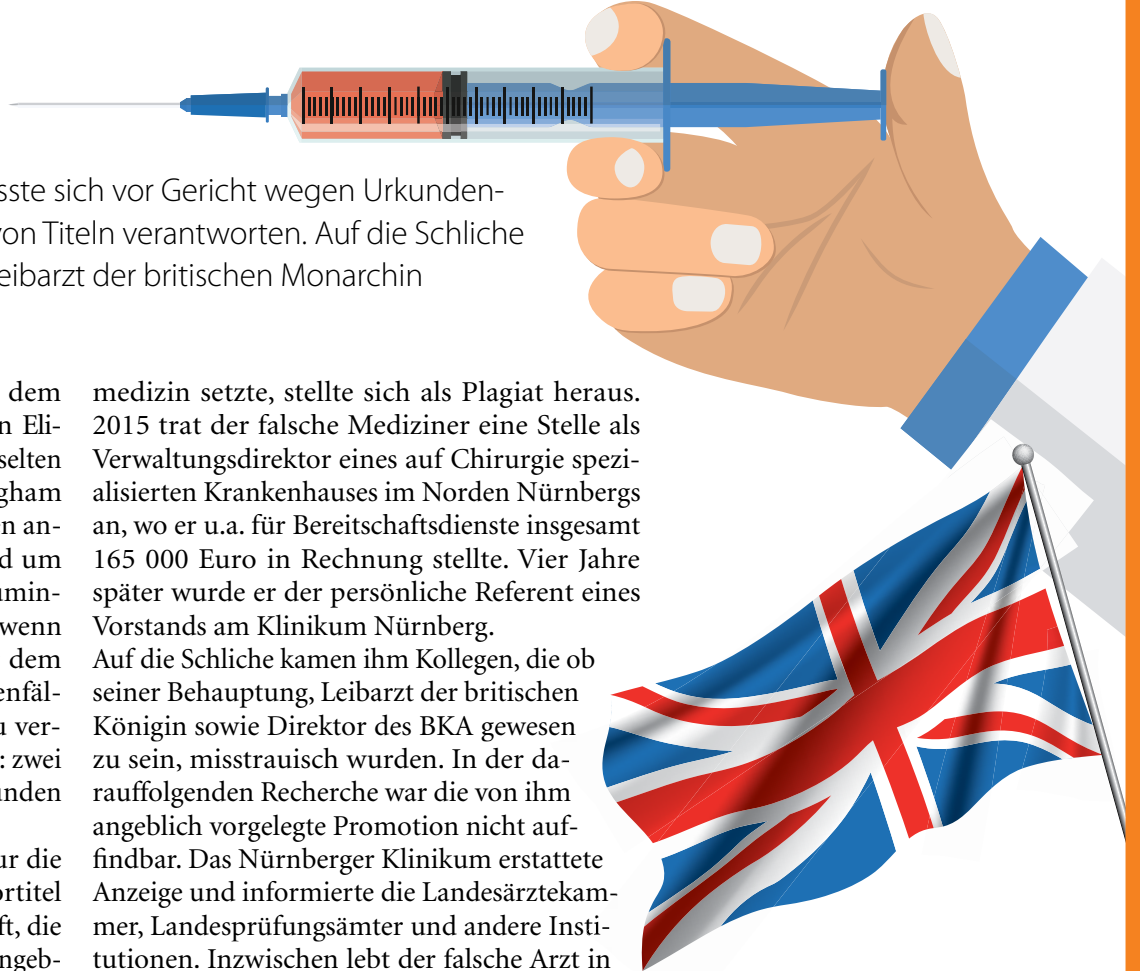 sste sich vor Gericht wegen Urkunden-
von Titeln verantworten. Auf die Schliche
eibarzt der britischen Monarchin
dem
n Eli-
selten
gham
en an-
d um
umin-
wenn
dem
enfäl-
u ver-
: zwei
unden
ur die
ortitel
ft, die
ngeb-
medizin setzte, stellte sich als Plagiat heraus.
2015 trat der falsche Mediziner eine Stelle als
Verwaltungsdirektor eines auf Chirurgie spezi-
alisierten Krankenhauses im Norden Nürnbergs
an, wo er u.a. für Bereitschaftsdienste insgesamt
165 000 Euro in Rechnung stellte. Vier Jahre
später wurde er der persönliche Referent eines
Vorstands am Klinikum Nürnberg.
Auf die Schliche kamen ihm Kollegen, die ob
seiner Behauptung, Leibarzt der britischen
Königin sowie Direktor des BKA gewesen
zu sein, misstrauisch wurden. In der da-
rauffolgenden Recherche war die von ihm
angeblich vorgelegte Promotion nicht auf-
findbar. Das Nürnberger Klinikum erstattete
Anzeige und informierte die Landesärztekam-
mer, Landesprüfungsämter und andere Insti-
tutionen. Inzwischen lebt der falsche Arzt in